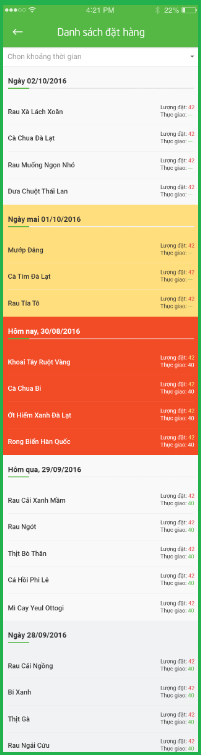 4:21 PM
22%
Danh sách đặt hàng
Chọn khoảng thời gian
Ngày 02/10/2016
Rau Xà Lách Xoăn
Lượng đặt: 42
Thực giao: --
Cà Chua Đà Lạt
Lượng đặt: 42
Thực giao: --
Rau Muống Ngọn Nhỏ
Lượng đặt: 42
Thực giao: --
Dưa Chuột Thái Lan
Lượng đặt: 42
Thực giao: --
Ngày mai 01/10/2016
Mướp Đắng
Lượng đặt: 42
Thực giao: --
Cà Tím Đà Lạt
Lượng đặt: 42
Thực giao: --
Rau Tía Tô
Lượng đặt: 42
Thực giao: --
Hôm nay, 30/08/2016
Khoai Tây Ruột Vàng
Lượng đặt: 42
Thực giao: 40
Cà Chua Bi
Lượng đặt: 42
Thực giao: 40
Ớt Hiểm Xanh Đà Lạt
Lượng đặt: 42
Thực giao: 40
Rong Biển Hàn Quốc
Lượng đặt: 42
Thực giao: 40
Hôm qua, 29/09/2016
Rau Cải Xanh Mầm
Lượng đặt: 42
Thực giao: 40
Rau Ngót
Lượng đặt: 42
Thực giao: 40
Thịt Bò Thăn
Lượng đặt: 42
Thực giao: 40
Cá Hồi Phi Lê
Lượng đặt: 42
Thực giao: 40
Mì Cay Yeul Ottogi
Lượng đặt: 42
Thực giao: 40
Ngày 28/09/2016
Rau Cải Ngồng
Lượng đặt: 42
Thực giao: 40
Bí Xanh
Lượng đặt: 42
Thực giao: 40
Thịt Gà
Lượng đặt: 42
Thực giao: 40
Rau Ngải Cứu
Lượng đặt: 42
Thực giao: 40